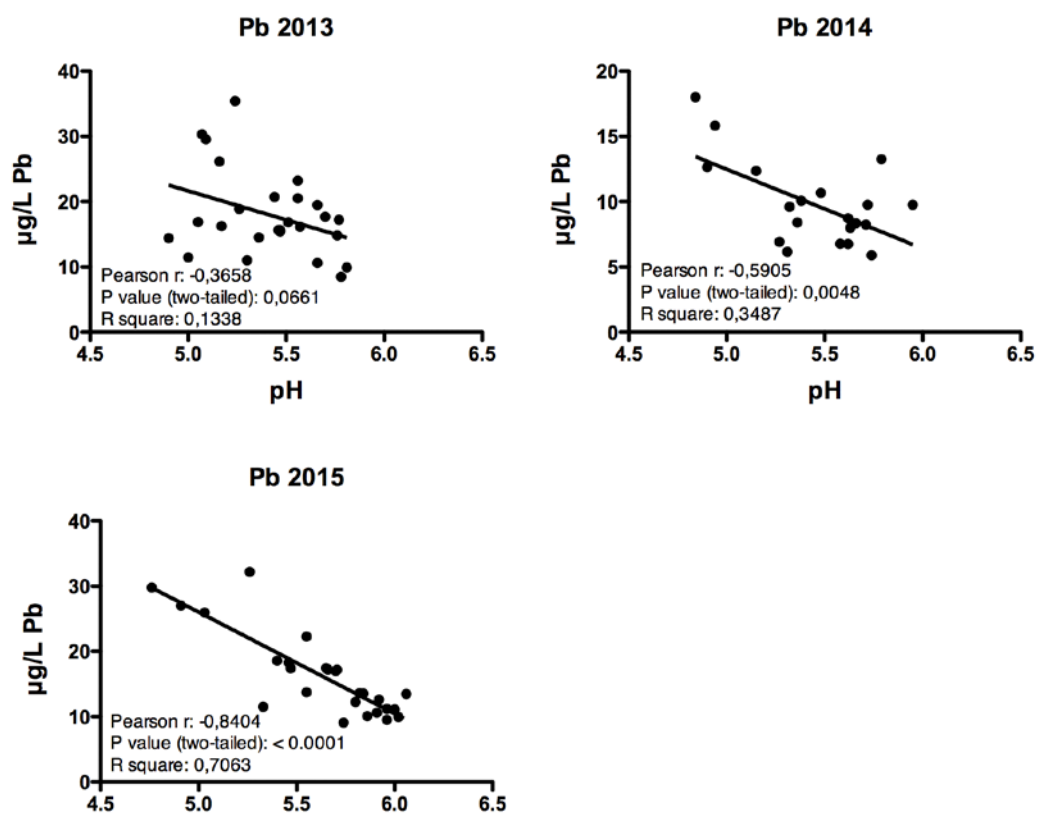 Pb 2013
40
30
20
10
0
µg/L Pb
Pearson r: -0,3658
P value (two-tailed): 0,0661
R square: 0,1338
4.5 5.0 5.5 6.0 6.5
pH
Pb 2014
20
15
10
5
0
µg/L Pb
Pearson r: -0,5905
P value (two-tailed): 0,0048
R square: 0,3487
4.5 5.0 5.5 6.0 6.5
pH
Pb 2015
40
30
20
10
0
µg/L Pb
Pearson r: -0,8404
P value (two-tailed): < 0.0001
R square: 0,7063
4.5 5.0 5.5 6.0 6.5